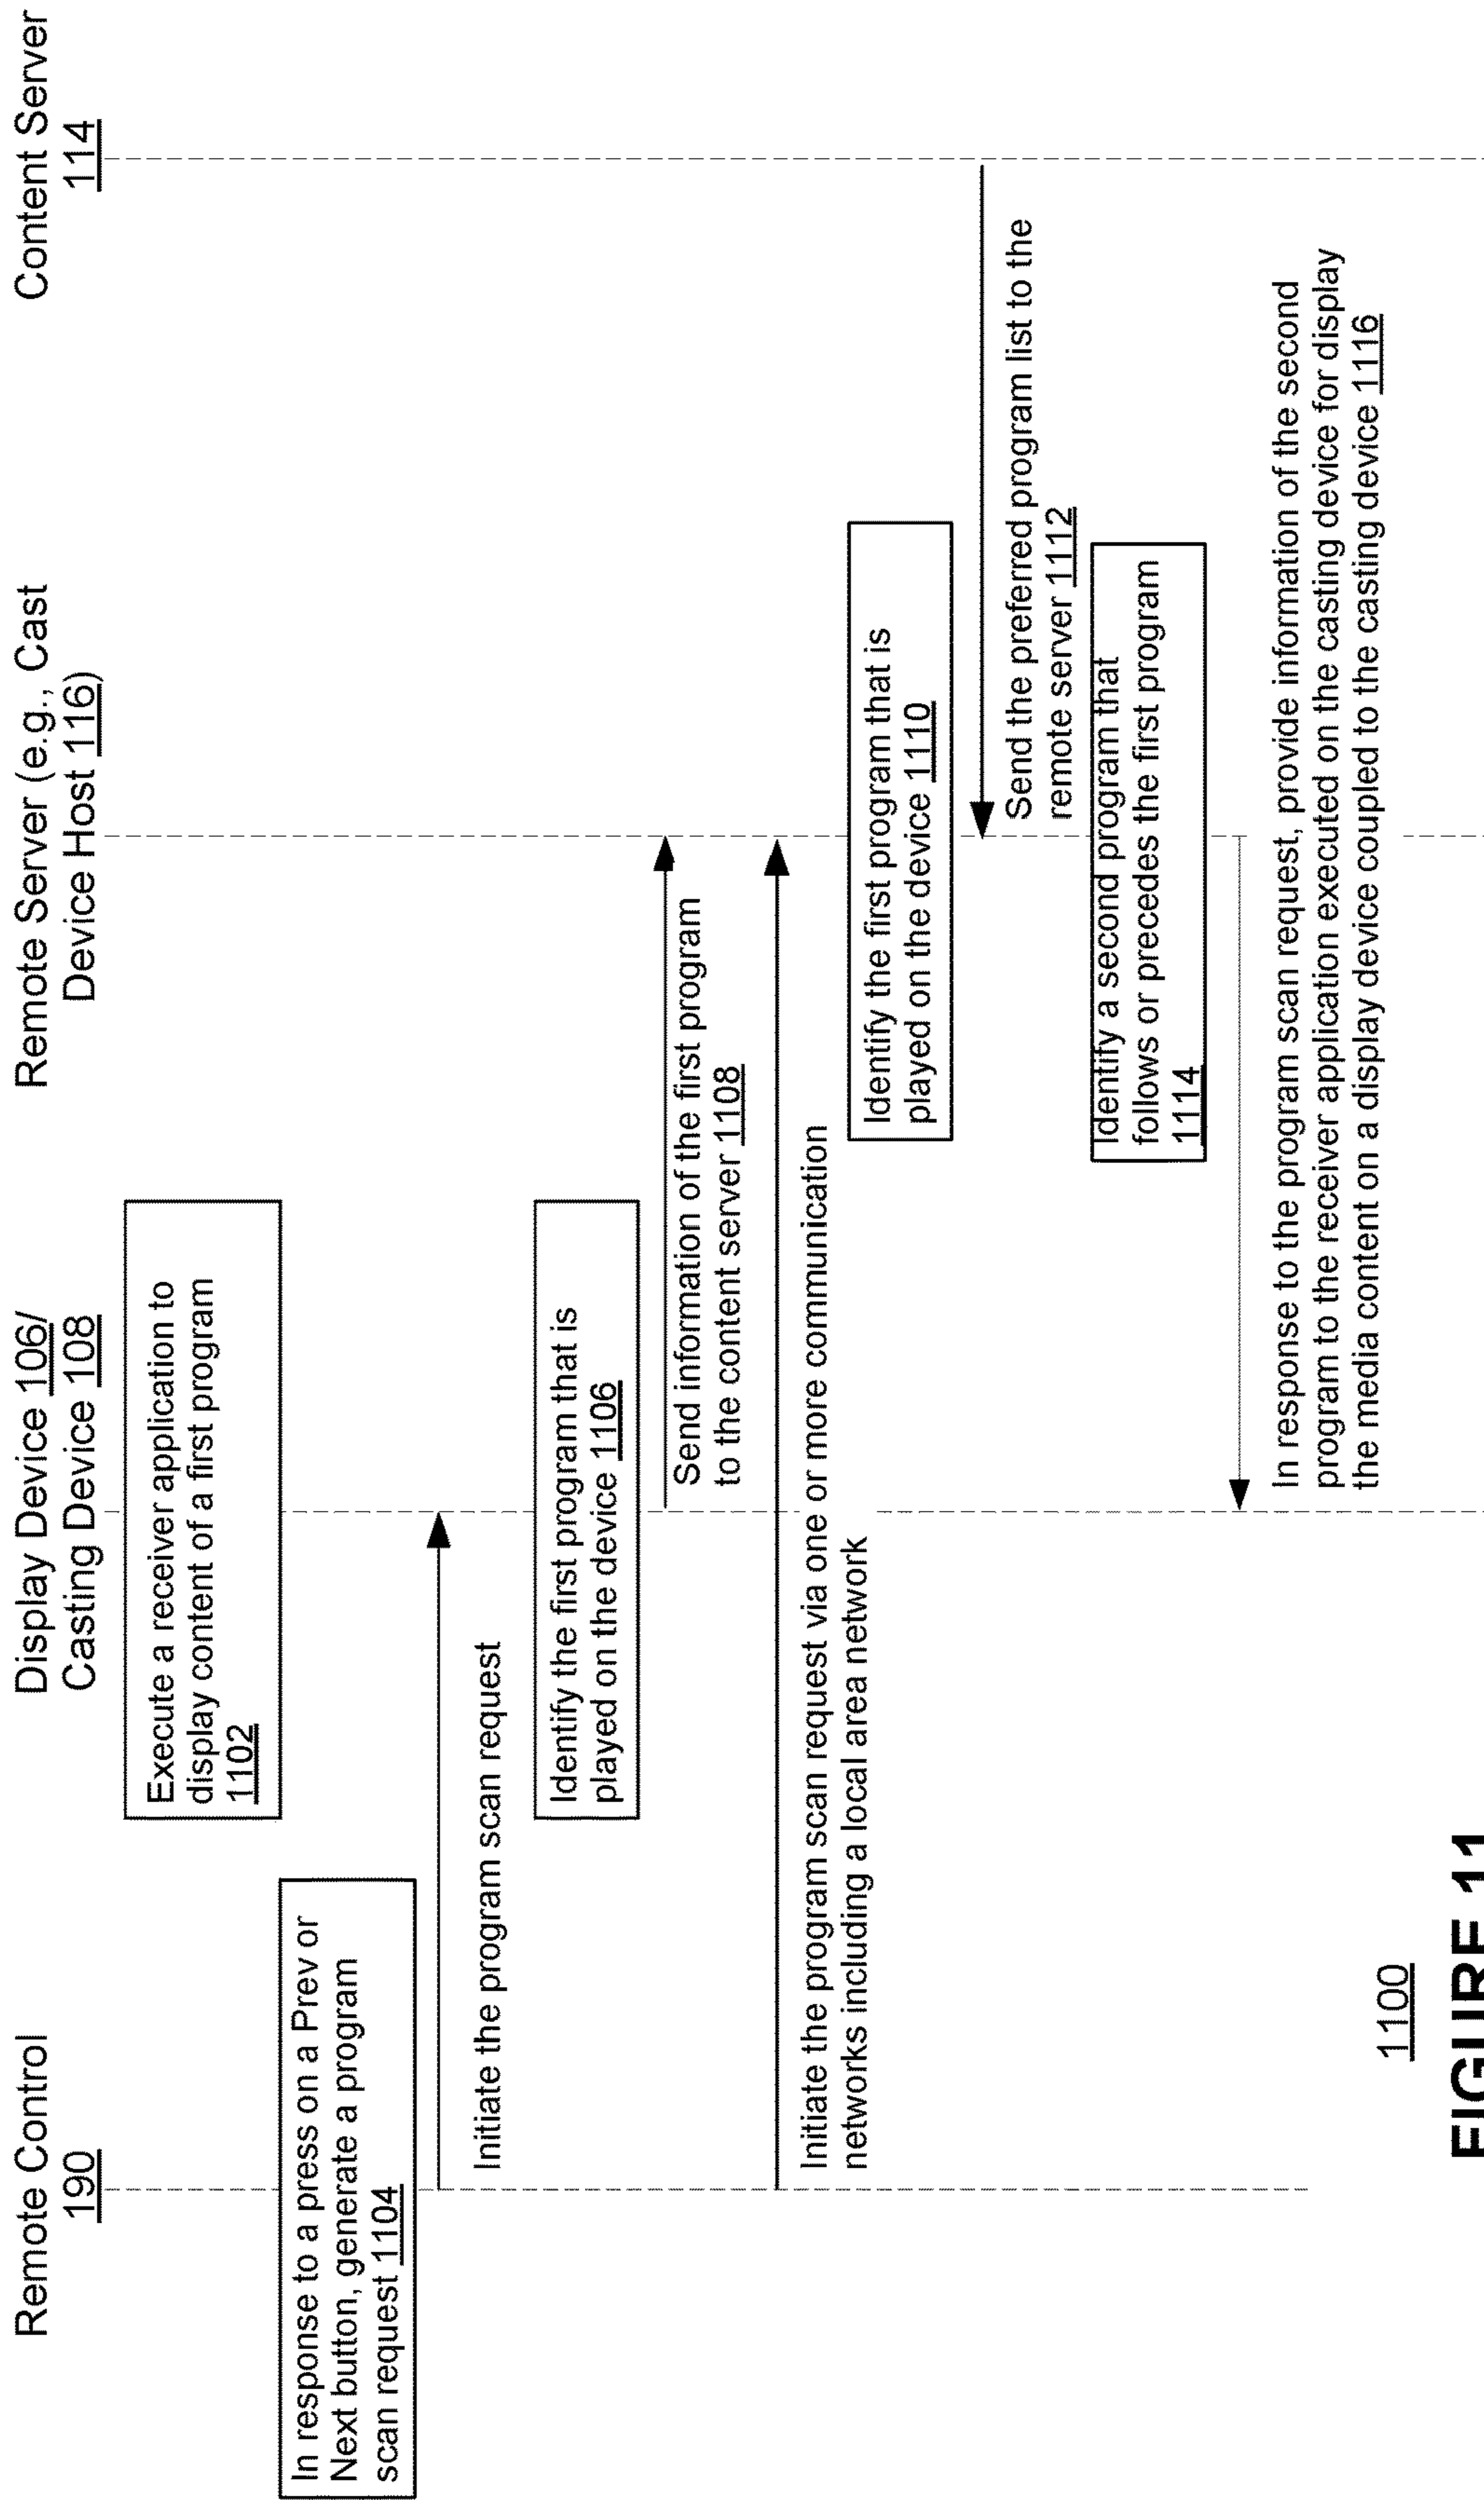 Remote Control
190
Display Device 106/
Casting Device 108
Remote Server (e.g., Cast
Device Host 116)
Content Server
114
Execute a receiver application to
display content of a first program
1102
In response to a press on a Prev or
Next button, generate a program
scan request 1104
Initiate the program scan request
Identify the first program that is
played on the device 1106
Send information of the first program
to the content server 1108
Initiate the program scan request via one or more communication
networks including a local area network
Identify the first program that is
played on the device 1110
Send the preferred program list to the
remote server 1112
Identify a second program that
follows or precedes the first program
1114
In response to the program scan request, provide information of the second
program to the receiver application executed on the casting device for display
the media content on a display device coupled to the casting device 1116
1100
FIGURE 11